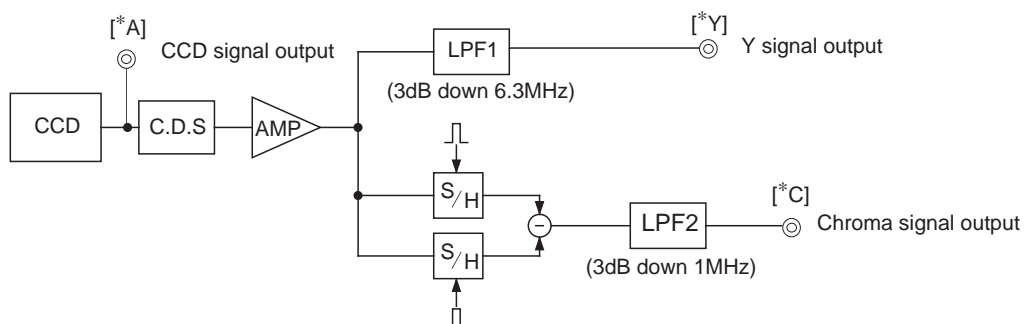 [*A]
CCD signal output
[*Y]
Y signal output
LPF1
(3dB down 6.3MHz)
CCD
C.D.S
AMP
S/H
[*C]
Chroma signal output
LPF2
(3dB down 1MHz)
S/H